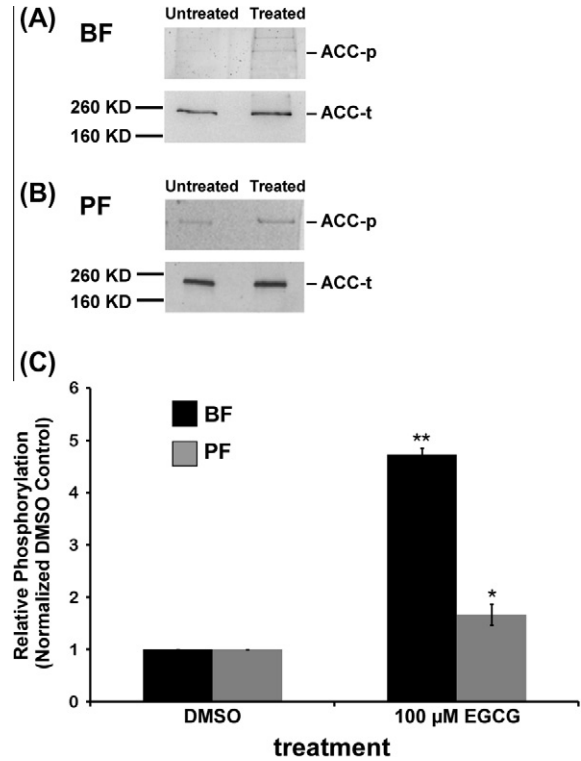 (A)
BF
Untreated Treated
– ACC-p
260 KD
– ACC-t
160 KD
(B)
PF
Untreated Treated
– ACC-p
260 KD
– ACC-t
160 KD
(C)
Relative Phosphorylation
(Normalized DMSO Control)
6
5
4
3
2
1
0
BF
PF
**
*
DMSO
100 µM EGCG
treatment